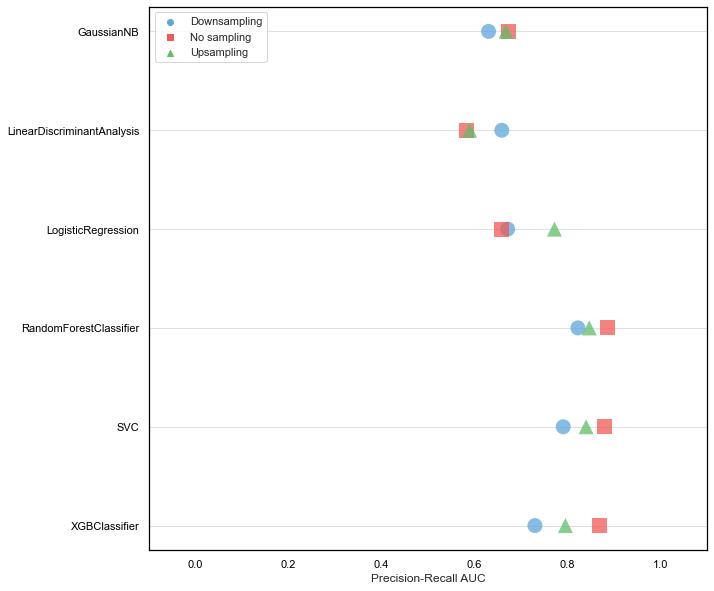 Downsampling
No sampling
Upsampling
GaussianNB
LinearDiscriminantAnalysis
LogisticRegression
RandomForestClassifier
SVC
XGBClassifier
0.0 0.2 0.4 0.6 0.8 1.0
Precision-Recall AUC